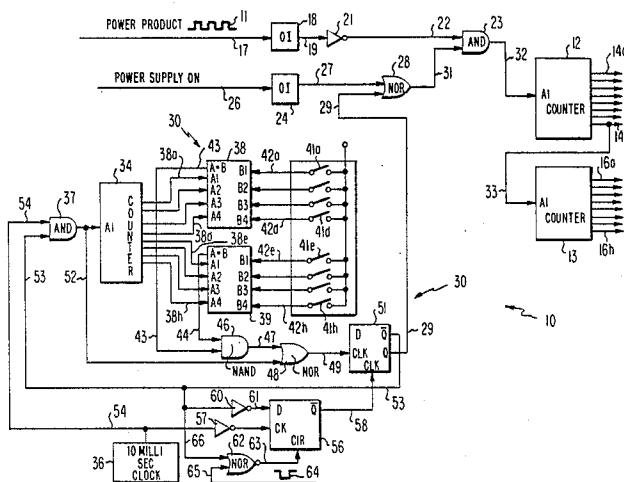 POWER PRODUCT 11
17 OI 18 19 21 22 AND 23
POWER SUPPLY ON
26 OI 24 27 28 NOR 29 31 32
12 14a A1 COUNTER 14
33 16a A1 COUNTER 16h 13
30 43 38 A=B A1 A2 A3 A4 B1 B2 B3 B4
42a 41a 42d 41d
34 38a A1 COUNTER 38d 38e 38h
54 37 AND 53 52
A=B A1 A2 A3 A4 B1 B2 B3 B4 39
42e 41e 42h 41h
43 44 46 NAND 47 48 NOR 49
51 D Q̅ CLK Q CLK 29 53
30
10
54 57 60 61 D Q̅ CK CLR 56 58
66 62 NOR 63 65 64
36 10 MILLI SEC CLOCK